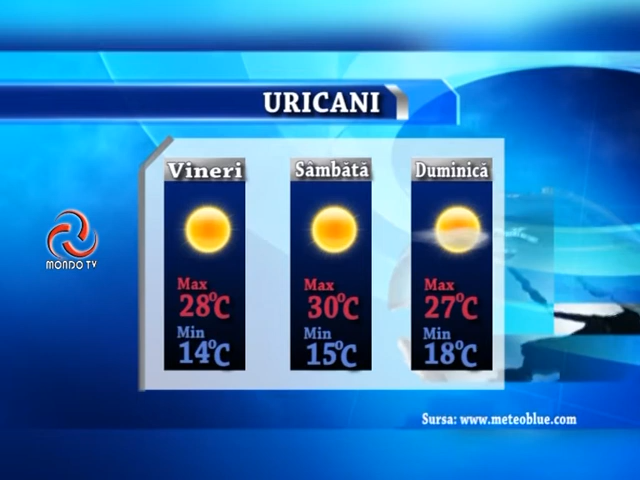 URICANI
Vineri
Max
28°C
Min
14°C
Sâmbătă
Max
30°C
Min
15°C
Duminică
Max
27°C
Min
18°C
MONDO TV
Sursa: www.meteoblue.com